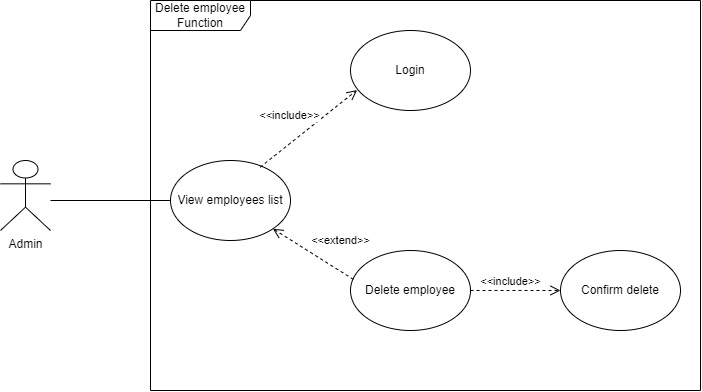 Delete employee
Function
Login
<<include>>
View employees list
Admin
<<extend>>
Delete employee
<<include>>
Confirm delete